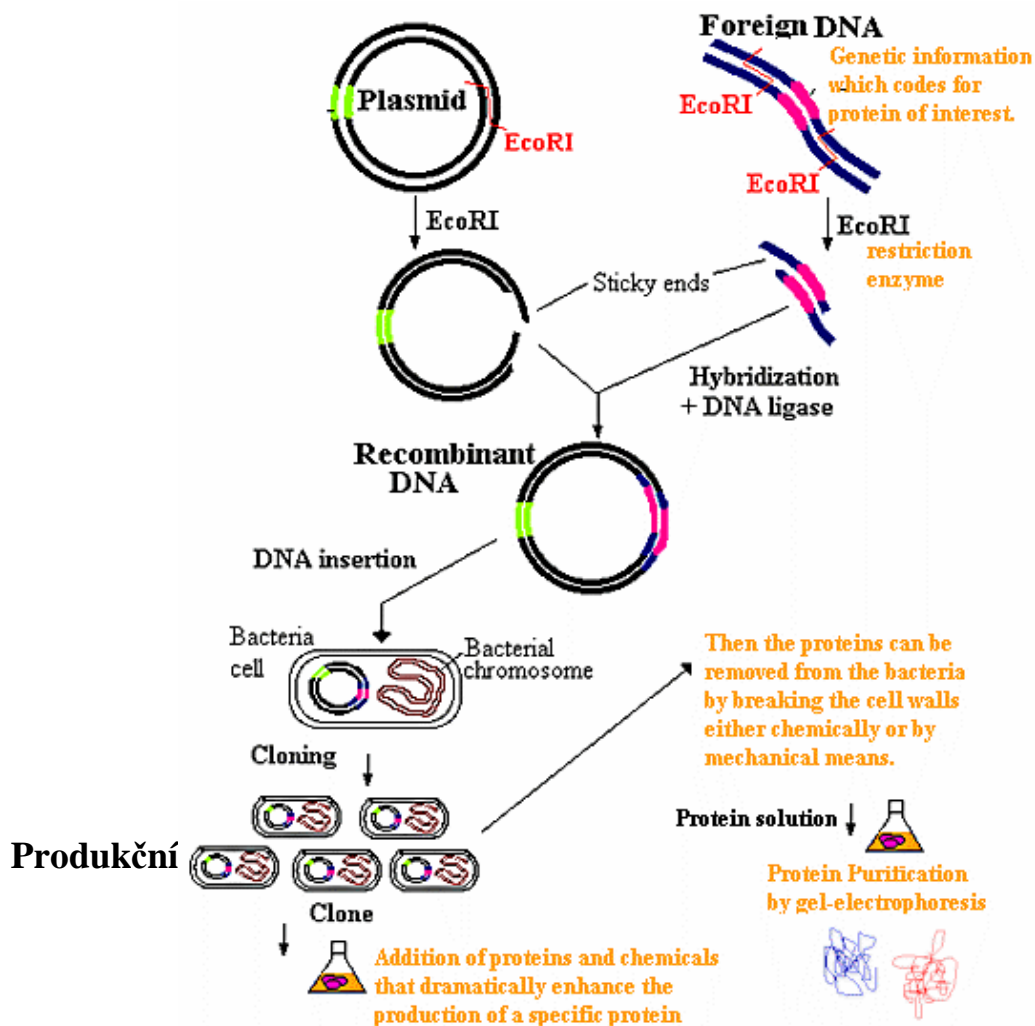 Foreign DNA
Genetic information
which codes for
protein of interest.
Plasmid
EcoRI
EcoRI
EcoRI
EcoRI
EcoRI
restriction
enzyme
Sticky ends
Hybridization
+ DNA ligase
Recombinant
DNA
DNA insertion
Bacteria
cell
Bacterial
chromosome
Then the proteins can be
removed from the bacteria
by breaking the cell walls
either chemically or by
mechanical means.
Cloning
Protein solution
Produkční
Protein Purification
by gel-electrophoresis
Clone
Addition of proteins and chemicals
that dramatically enhance the
production of a specific protein